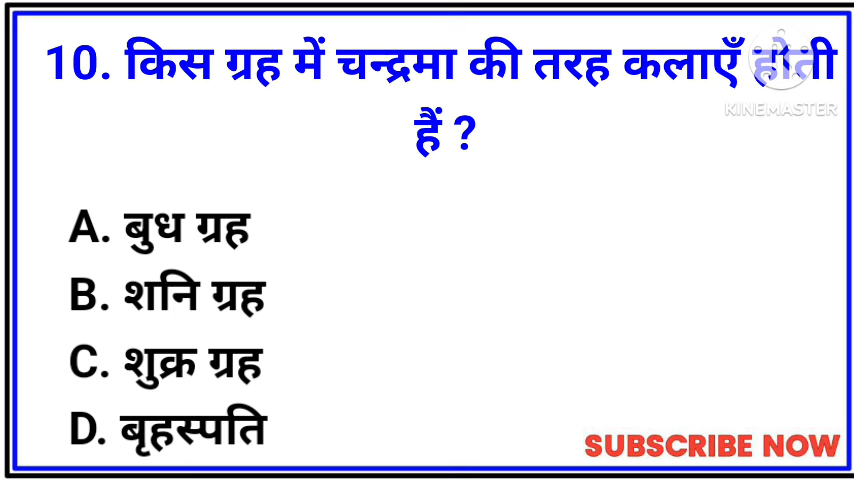 10. किस ग्रह में चन्द्रमा की तरह कलाएँ होती
हैं ?
KINEMASTER
A. बुध ग्रह
B. शनि ग्रह
C. शुक्र ग्रह
D. बृहस्पति
SUBSCRIBE NOW